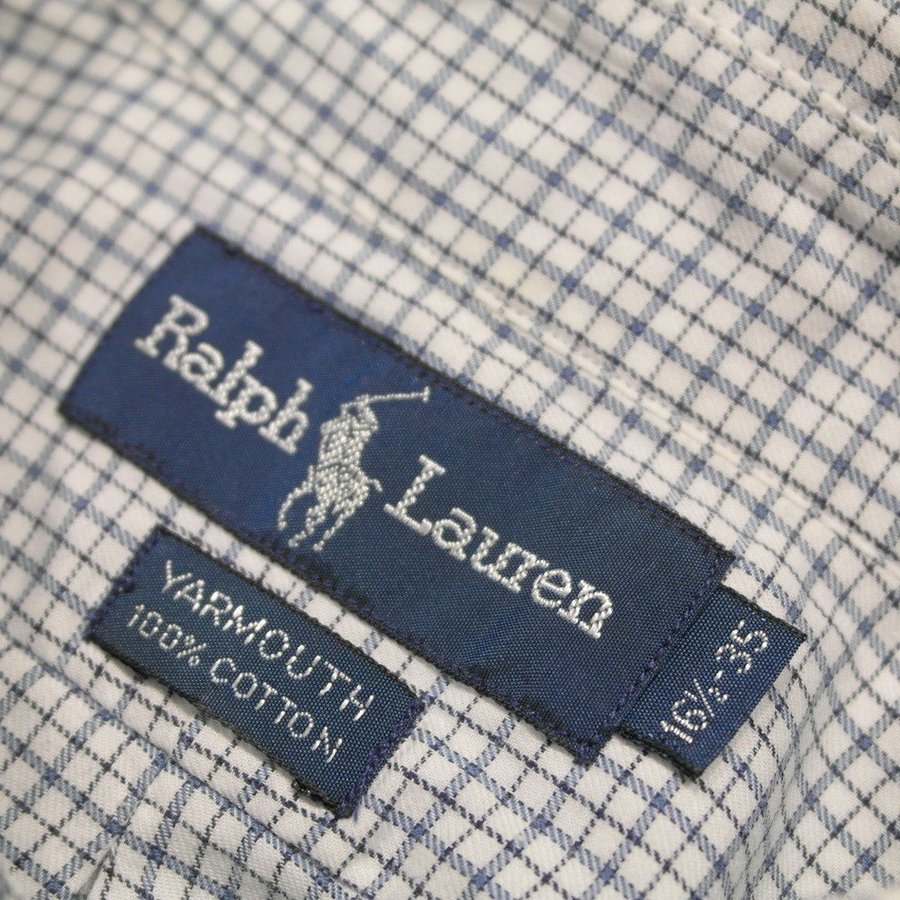 Ralph Lauren
16½-35
YARMOUTH
100% COTTON